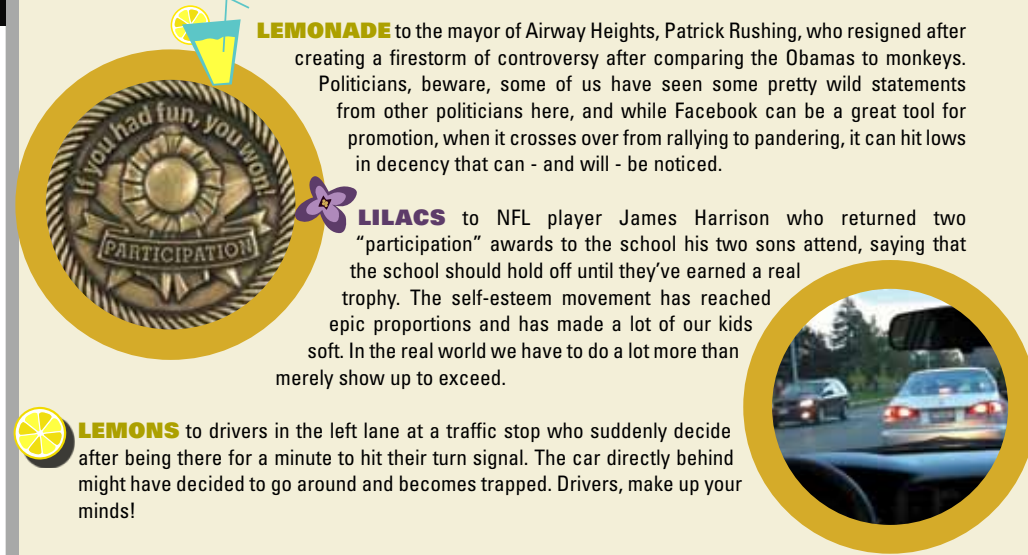 LEMONADE to the mayor of Airway Heights, Patrick Rushing, who resigned after
creating a firestorm of controversy after comparing the Obamas to monkeys.
Politicians, beware, some of us have seen some pretty wild statements
from other politicians here, and while Facebook can be a great tool for
promotion, when it crosses over from rallying to pandering, it can hit lows
in decency that can - and will - be noticed.
If you had fun, you won!
PARTICIPATION
LILACS to NFL player James Harrison who returned two
“participation” awards to the school his two sons attend, saying that
the school should hold off until they’ve earned a real
trophy. The self-esteem movement has reached
epic proportions and has made a lot of our kids
soft. In the real world we have to do a lot more than
merely show up to exceed.
LEMONS to drivers in the left lane at a traffic stop who suddenly decide
after being there for a minute to hit their turn signal. The car directly behind
might have decided to go around and becomes trapped. Drivers, make up your
minds!